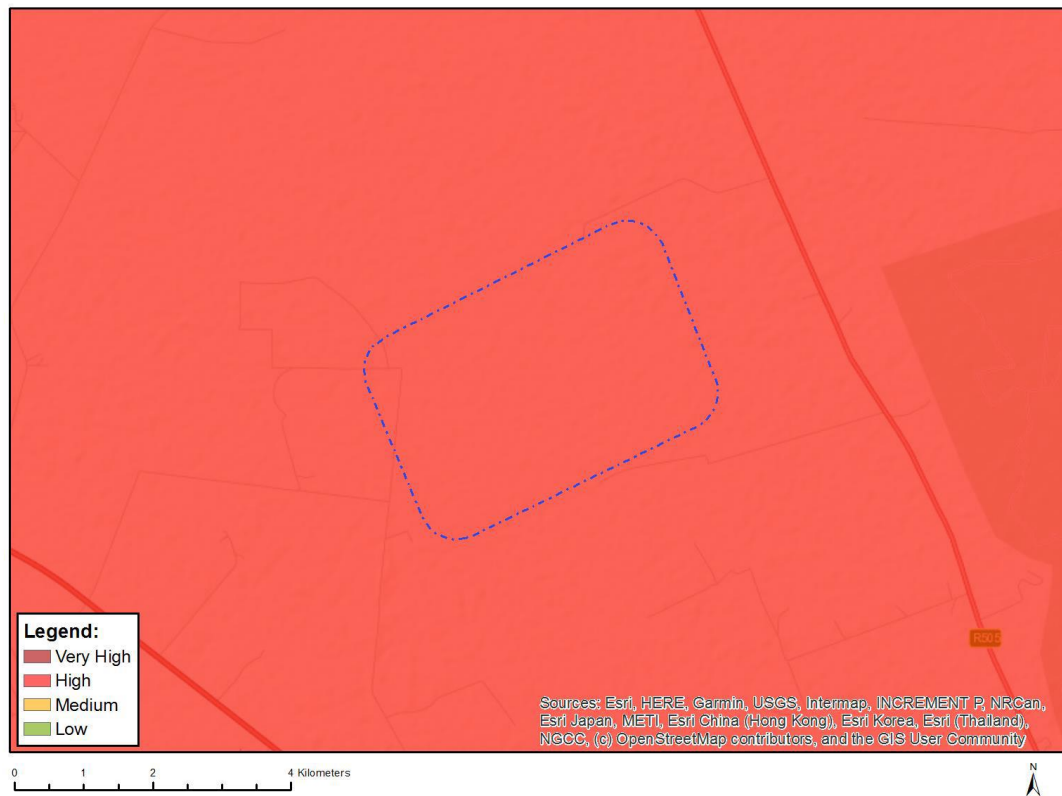 R505
Legend:
Very High
High
Medium
Low
Sources: Esri, HERE, Garmin, USGS, Intermap, INCREMENT P, NRCan,
Esri Japan, METI, Esri China (Hong Kong), Esri Korea, Esri (Thailand),
NGCC, (c) OpenStreetMap contributors, and the GIS User Community
0 1 2 4 Kilometers
N